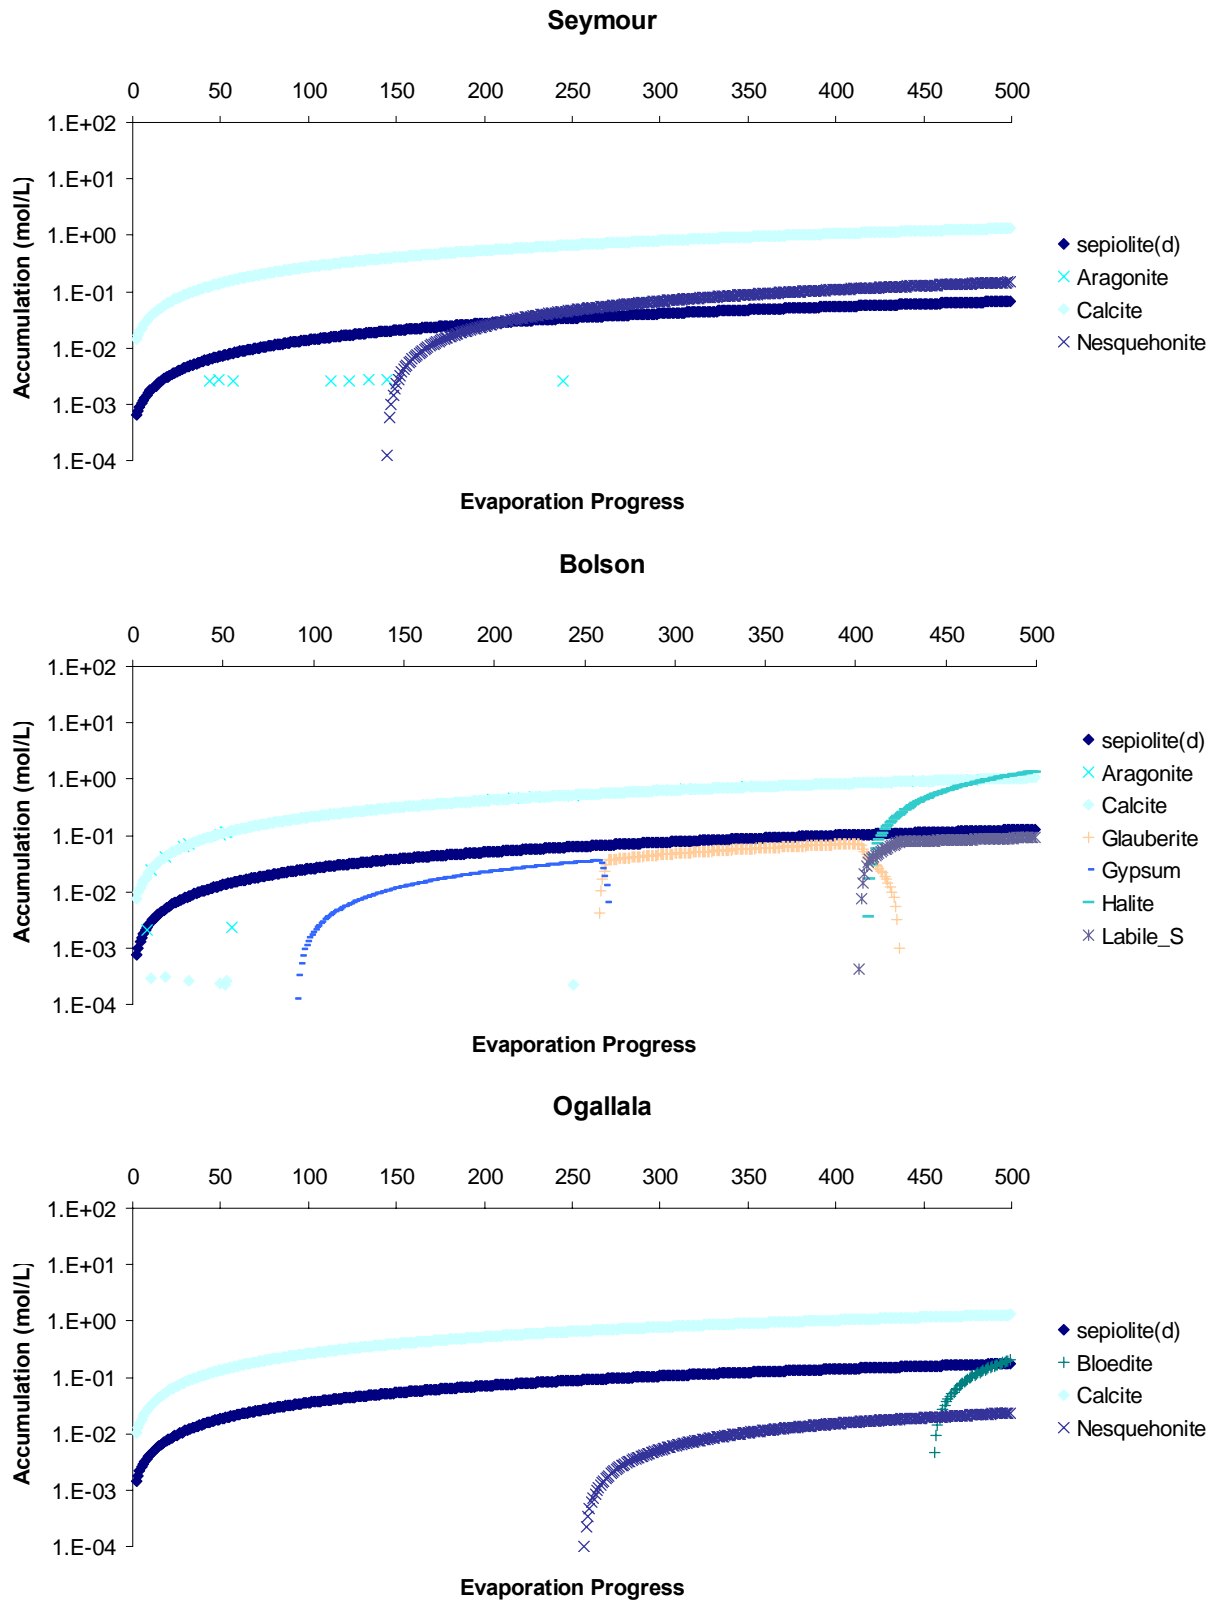 Seymour
0 50 100 150 200 250 300 350 400 450 500
1.E+02
1.E+01
1.E+00
1.E-01
1.E-02
1.E-03
1.E-04
Accumulation (mol/L)
Evaporation Progress
sepiolite(d)
Aragonite
Calcite
Nesquehonite
Bolson
0 50 100 150 200 250 300 350 400 450 500
1.E+02
1.E+01
1.E+00
1.E-01
1.E-02
1.E-03
1.E-04
Accumulation (mol/L)
Evaporation Progress
sepiolite(d)
Aragonite
Calcite
Glauberite
Gypsum
Halite
Labile_S
Ogallala
0 50 100 150 200 250 300 350 400 450 500
1.E+02
1.E+01
1.E+00
1.E-01
1.E-02
1.E-03
1.E-04
Accumulation (mol/L)
Evaporation Progress
sepiolite(d)
Bloedite
Calcite
Nesquehonite